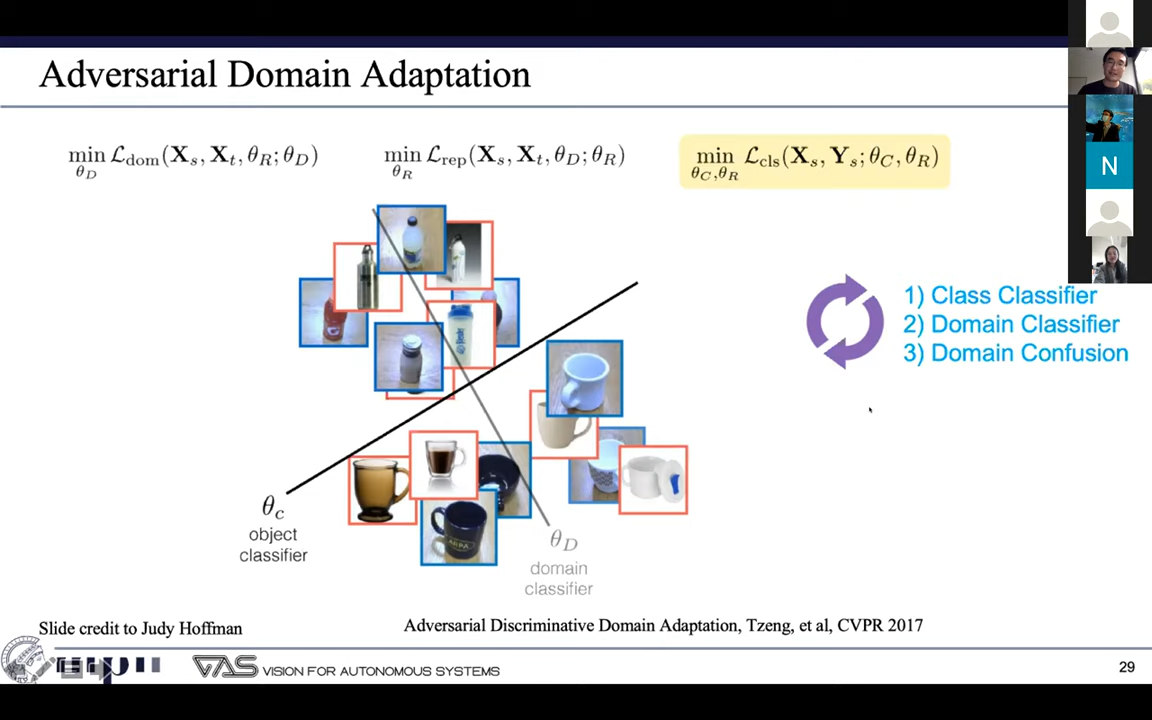 Adversarial Domain Adaptation
min θ_D ℒ_dom(X_s, X_t, θ_R; θ_D)
min θ_R ℒ_rep(X_s, X_t, θ_D; θ_R)
min θ_C,θ_R ℒ_cls(X_s, Y_s; θ_C, θ_R)
N
1) Class Classifier
2) Domain Classifier
3) Domain Confusion
θ_c
object
classifier
θ_D
domain
classifier
Slide credit to Judy Hoffman
Adversarial Discriminative Domain Adaptation, Tzeng, et al, CVPR 2017
VAS VISION FOR AUTONOMOUS SYSTEMS
29